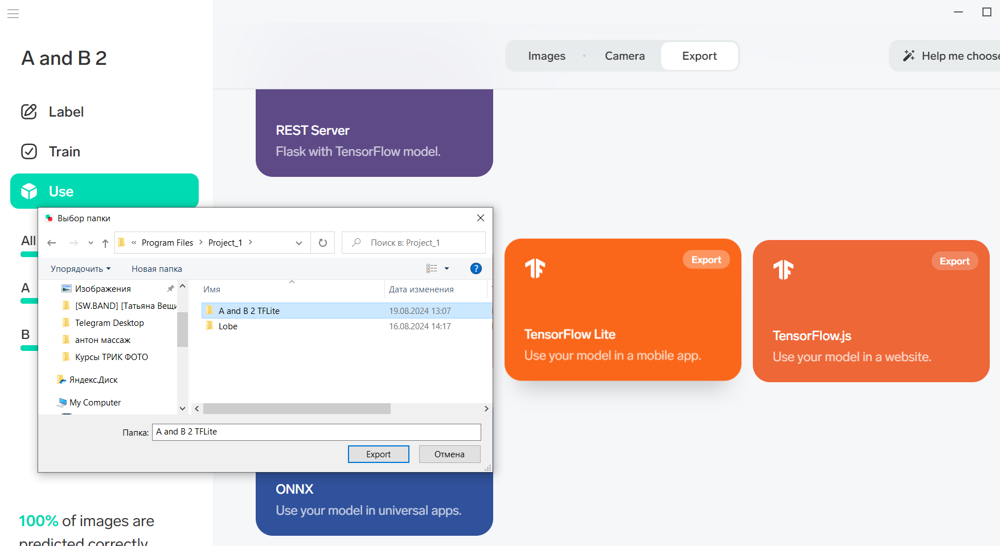 A and B 2
Images
Camera
Export
Help me choose
Label
Train
Use
All
A
B
100% of images are
predicted correctly
REST Server
Flask with TensorFlow model.
Export
TensorFlow Lite
Use your model in a mobile app.
Export
TensorFlow.js
Use your model in a website.
ONNX
Use your model in universal apps.
Выбор папки
« Program Files > Project_1 >
Поиск в: Project_1
Упорядочить
Новая папка
?
Изображения
[SW.BAND] [Татьяна Вещи
Telegram Desktop
антон массаж
Курсы ТРИК ФОТО
Яндекс.Диск
My Computer
Имя
Дата изменения
A and B 2 TFLite 19.08.2024 13:07
Lobe 16.08.2024 14:17
Папка: A and B 2 TFLite
Export
Отмена